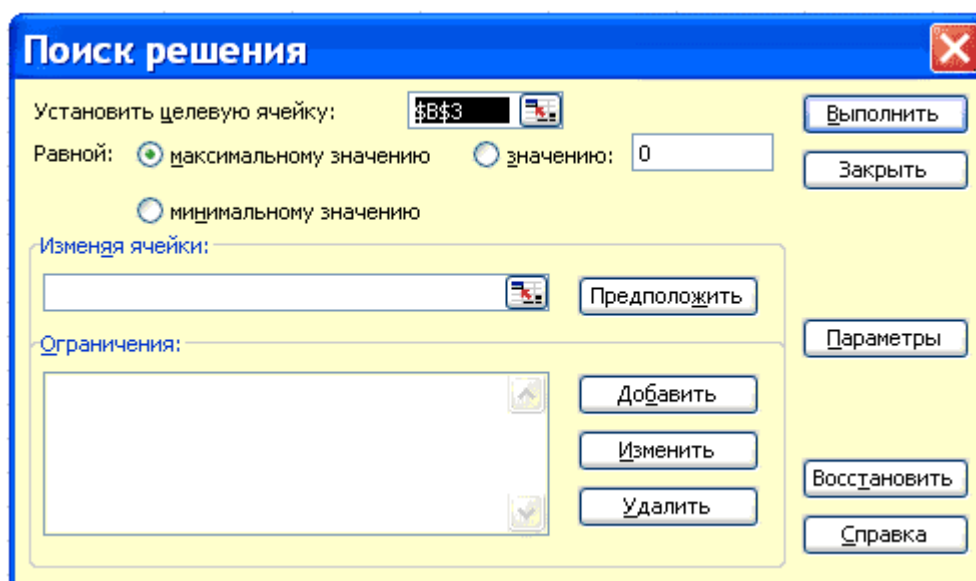 Поиск решения
Установить целевую ячейку: $B$3
Выполнить
Равной: максимальному значению значению: 0
Закрыть
минимальному значению
Изменяя ячейки:
Предположить
Параметры
Ограничения:
Добавить
Изменить
Удалить
Восстановить
Справка